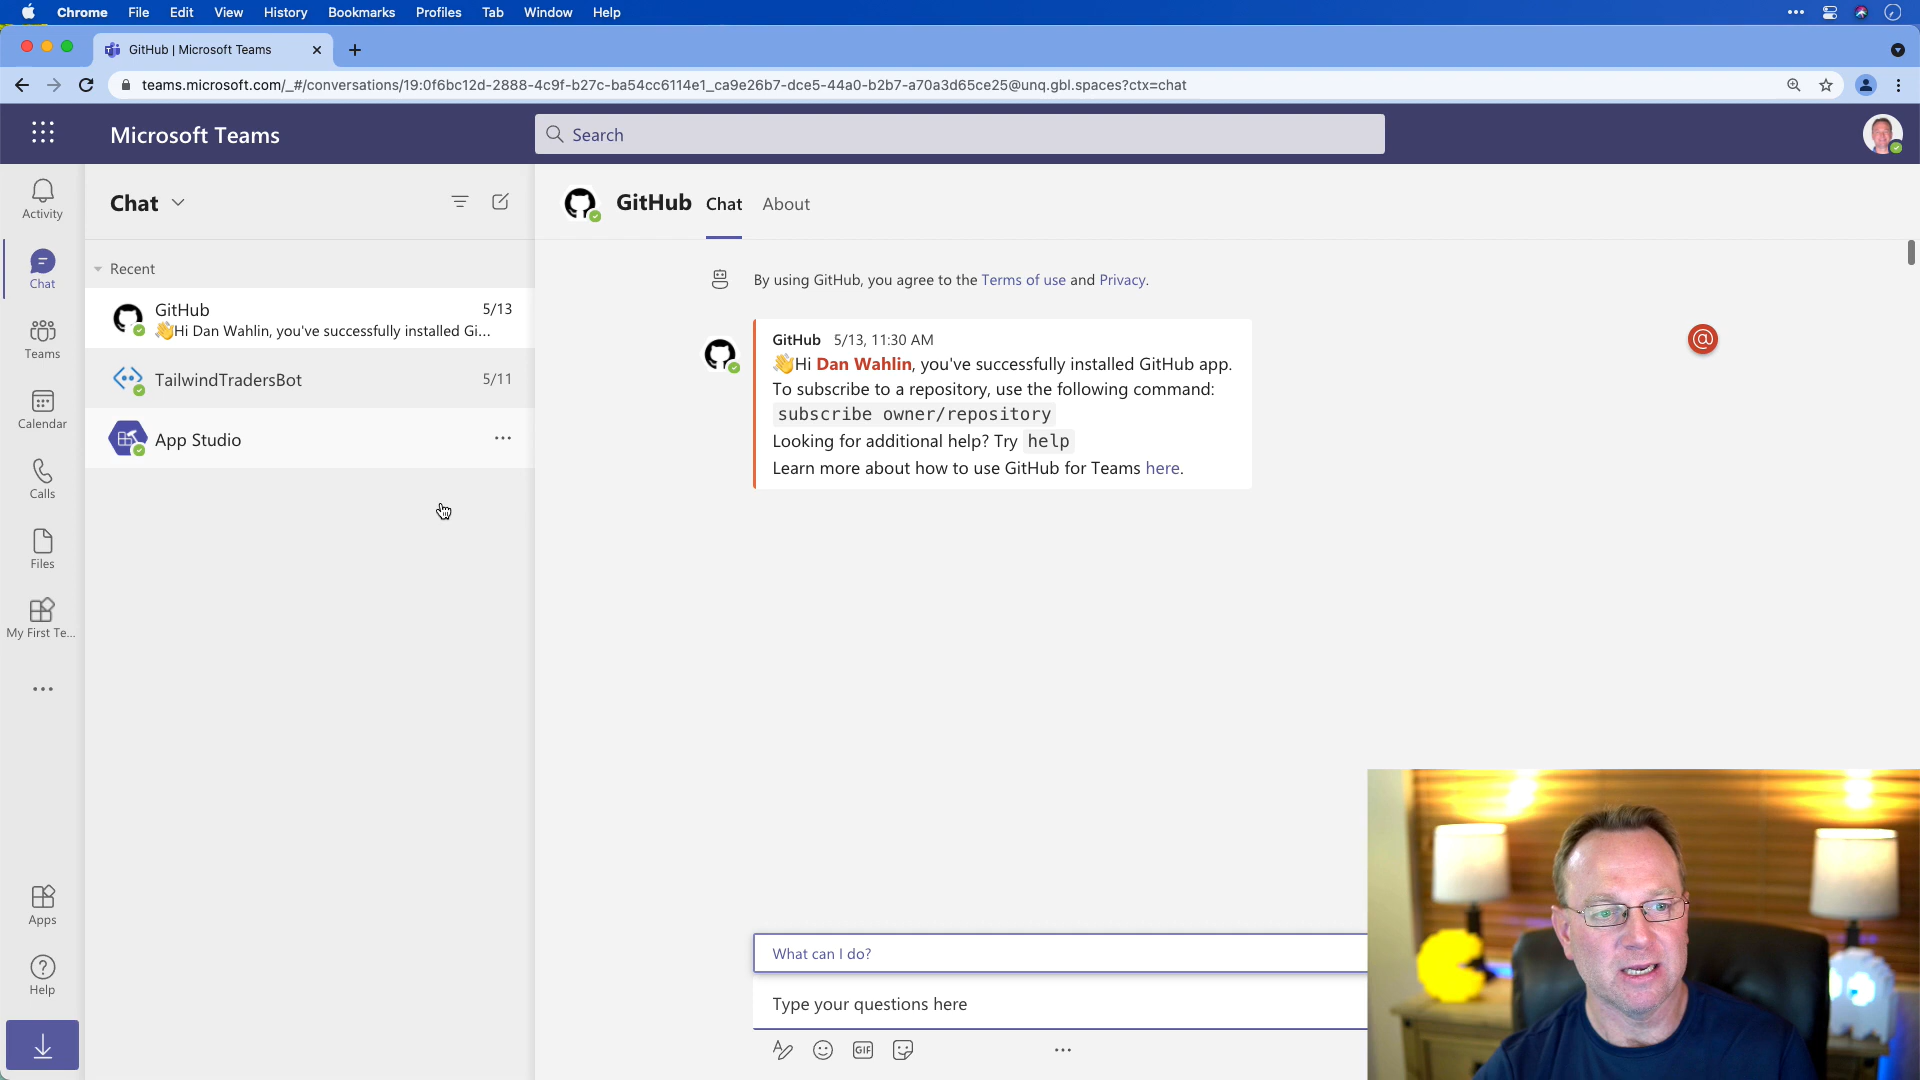 Chrome File Edit View History Bookmarks Profiles Tab Window Help
GitHub | Microsoft Teams
teams.microsoft.com/_#/conversations/19:0f6bc12d-2888-4c9f-b27c-ba54cc6114e1_ca9e26b7-dce5-44a0-b2b7-a70a3d65ce25@unq.gbl.spaces?ctx=chat
Microsoft Teams
Search
Activity
Chat
Teams
Calendar
Calls
Files
My First Te...
Apps
Help
Chat
Recent
GitHub 5/13
👋Hi Dan Wahlin, you've successfully installed Gi...
TailwindTradersBot 5/11
App Studio
GitHub Chat About
By using GitHub, you agree to the Terms of use and Privacy.
GitHub 5/13, 11:30 AM
👋Hi Dan Wahlin, you've successfully installed GitHub app.
To subscribe to a repository, use the following command:
subscribe owner/repository
Looking for additional help? Try help
Learn more about how to use GitHub for Teams here.
@
What can I do?
Type your questions here
GIF